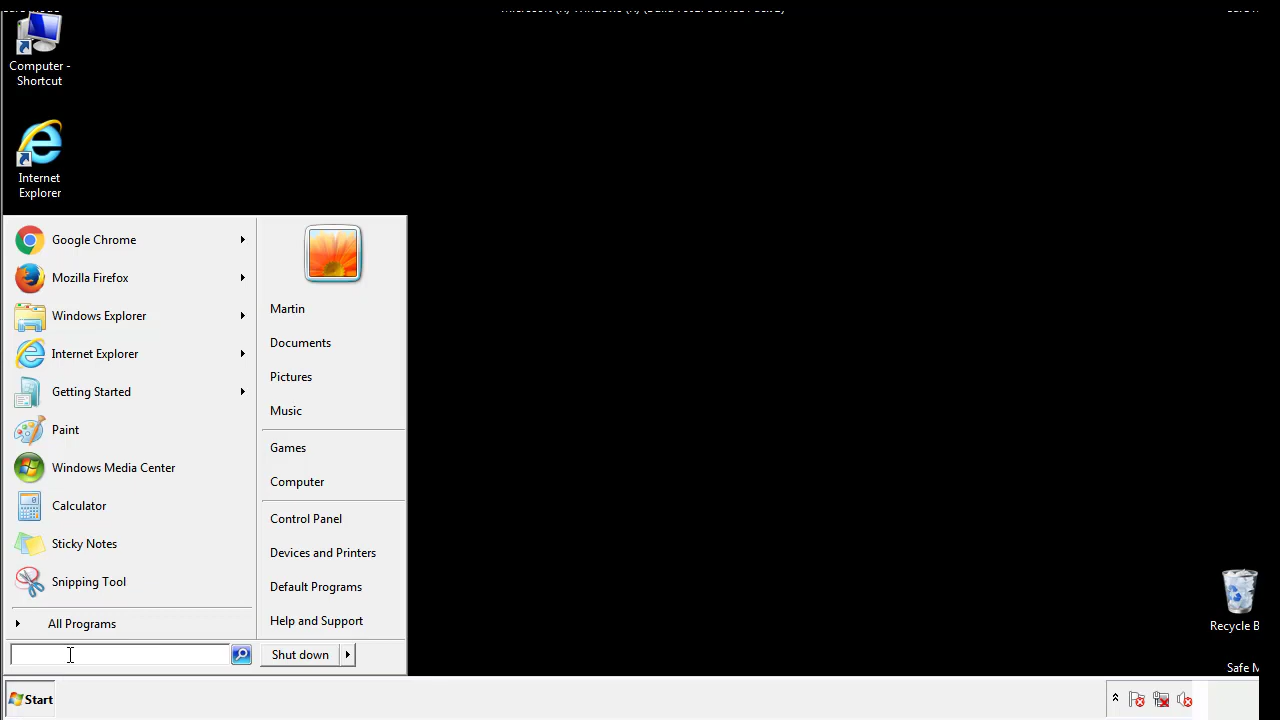 Computer -
Shortcut
Internet
Explorer
Google Chrome
Mozilla Firefox
Windows Explorer
Internet Explorer
Getting Started
Paint
Windows Media Center
Calculator
Sticky Notes
Snipping Tool
All Programs
Martin
Documents
Pictures
Music
Games
Computer
Control Panel
Devices and Printers
Default Programs
Help and Support
Shut down
Recycle B
Safe M
Start